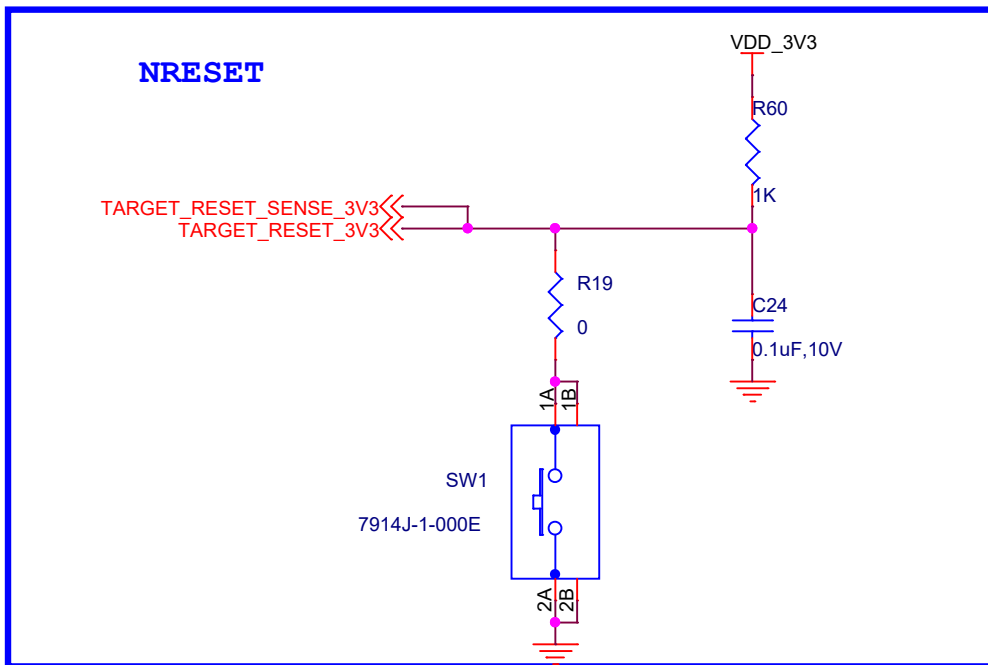 VDD_3V3
NRESET
R60
1K
TARGET_RESET_SENSE_3V3
TARGET_RESET_3V3
R19
0
C24
0.1uF,10V
1A
1B
SW1
7914J-1-000E
2A
2B